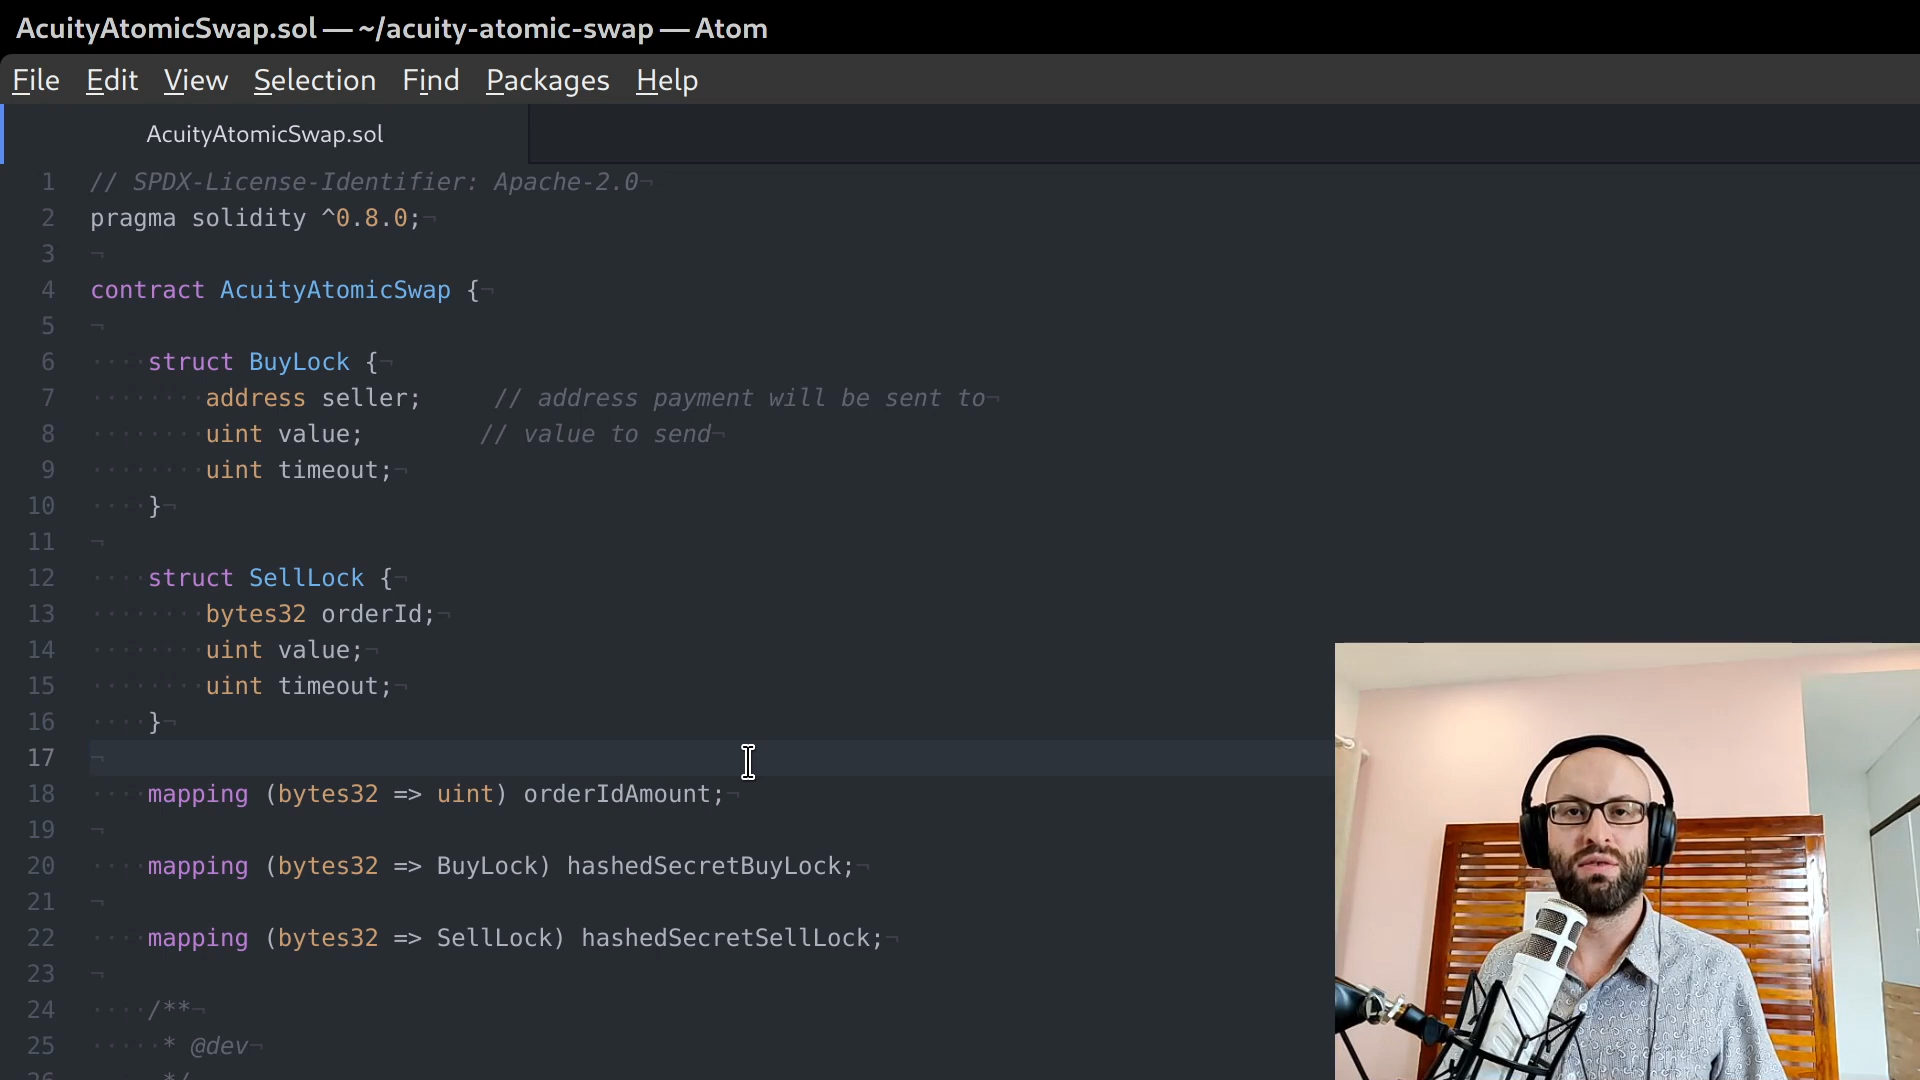 AcuityAtomicSwap.sol — ~/acuity-atomic-swap — Atom
File Edit View Selection Find Packages Help
AcuityAtomicSwap.sol
1 // SPDX-License-Identifier: Apache-2.0¬
2 pragma solidity ^0.8.0;¬
3 ¬
4 contract AcuityAtomicSwap {¬
5 ¬
6 ····struct BuyLock {¬
7 ········address seller; // address payment will be sent to¬
8 ········uint value; // value to send¬
9 ········uint timeout;¬
10 ····}¬
11 ¬
12 ····struct SellLock {¬
13 ········bytes32 orderId;¬
14 ········uint value;¬
15 ········uint timeout;¬
16 ····}¬
17 ¬
18 ····mapping (bytes32 => uint) orderIdAmount;¬
19 ¬
20 ····mapping (bytes32 => BuyLock) hashedSecretBuyLock;¬
21 ¬
22 ····mapping (bytes32 => SellLock) hashedSecretSellLock;¬
23 ¬
24 ····/**¬
25 ·····* @dev¬
26 */